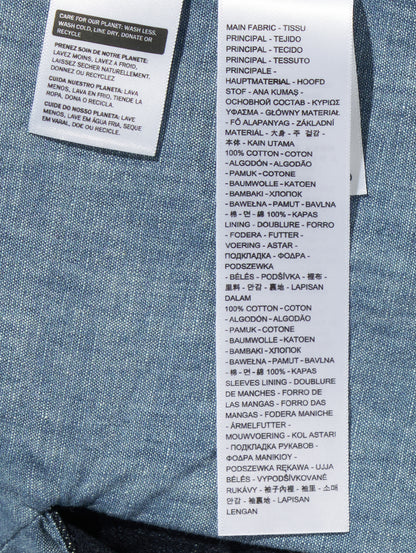 CARE FOR OUR PLANET: WASH LESS,
WASH COLD, LINE DRY, DONATE OR
RECYCLE
PRENEZ SOIN DE NOTRE PLANETE:
LAVEZ MOINS, LAVEZ A FROID,
LAISSEZ SÉCHER NATURELLEMENT,
DONNEZ OU RECYCLEZ
CUIDA NUESTRO PLANETA: LAVA
MENOS, LAVA EN FRIO, TIENDE LA
ROPA, DONA O RECICLA.
CUIDE DO NOSSO PLANETA: LAVE
MENOS, LAVE EM ÁGUA FRIA, SEQUE
EM VARAL, DOE OU RECICLE.
MAIN FABRIC - TISSU
PRINCIPAL - TEJIDO
PRINCIPAL - TECIDO
PRINCIPAL - TESSUTO
PRINCIPALE -
HAUPTMATERIAL - HOOFD
STOF - ANA KUMAŞ -
ОСНОВНОЙ СОСТАВ - ΚΥΡΙΩΣ
ΥΦΑΣΜΑ - GŁÓWNY MATERIAŁ
- FŐ ALAPANYAG - ZÁKLADNÍ
MATERIÁL - 大身 - 주 겉감 -
本体 - KAIN UTAMA
100% COTTON - COTON
- ALGODÓN - ALGODÃO
- PAMUK - COTONE
- BAUMWOLLE - KATOEN
- BAMBAKI - ХЛОПОК
- BAWEŁNA - PAMUT - BAVLNA
- 棉 - 면 - 綿 100% - KAPAS
LINING - DOUBLURE - FORRO
- FODERA - FUTTER -
VOERING - ASTAR -
ПОДКЛАДКА - ΦΟΔΡΑ -
PODSZEWKA
- BÉLÉS - PODŠÍVKA - 裡布 -
里料 - 안감 - 裏地 - LAPISAN
DALAM
100% COTTON - COTON
- ALGODÓN - ALGODÃO
- PAMUK - COTONE
- BAUMWOLLE - KATOEN
- BAMBAKI - ХЛОПОК
- BAWEŁNA - PAMUT - BAVLNA
- 棉 - 면 - 綿 100% - KAPAS
SLEEVES LINING - DOUBLURE
DE MANCHES - FORRO DE
LAS MANGAS - FORRO DAS
MANGAS - FODERA MANICHE
- ÄRMELFUTTER -
MOUWVOERING - KOL ASTARI
- ПОДКЛАДКА РУКАВОВ -
ΦΟΔΡΑ ΜΑΝΙΚΙΟΥ -
PODSZEWKA RĘKAWA - UJJA
BÉLÉS - VYPODŠÍVANÉ
RUKÁVY - 袖子內裡 - 袖里 - 소매
안감 - 袖裏地 - LAPISAN
LENGAN